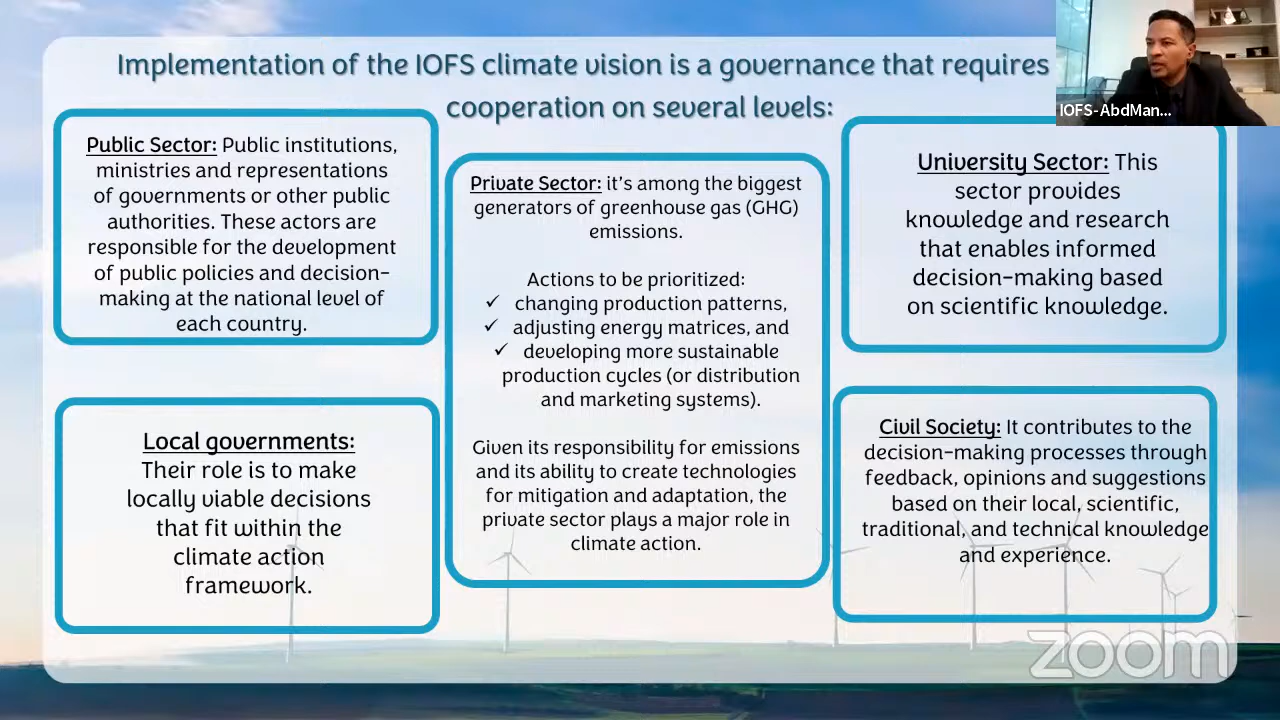 Implementation of the IOFS climate vision is a governance that requires
cooperation on several levels:
IOFS-AbdMan...
Public Sector: Public institutions,
ministries and representations
of governments or other public
authorities. These actors are
responsible for the development
of public policies and decision-
making at the national level of
each country.
Local governments:
Their role is to make
locally viable decisions
that fit within the
climate action
framework.
Private Sector: it's among the biggest
generators of greenhouse gas (GHG)
emissions.
Actions to be prioritized:
✓ changing production patterns,
✓ adjusting energy matrices, and
✓ developing more sustainable
production cycles (or distribution
and marketing systems).
Given its responsibility for emissions
and its ability to create technologies
for mitigation and adaptation, the
private sector plays a major role in
climate action.
University Sector: This
sector provides
knowledge and research
that enables informed
decision-making based
on scientific knowledge.
Civil Society: It contributes to the
decision-making processes through
feedback, opinions and suggestions
based on their local, scientific,
traditional, and technical knowledge
and experience.
zoom